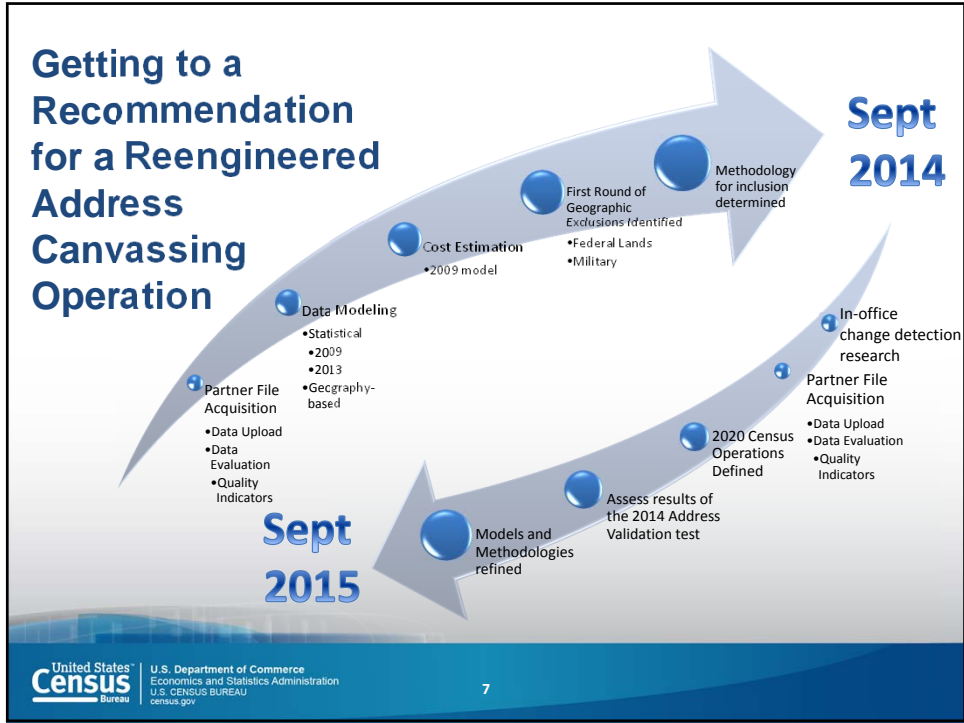 Getting to a
Recommendation
for a Reengineered
Address
Canvassing
Operation
Sept
2014
Partner File
Acquisition
•Data Upload
•Data
Evaluation
•Quality
Indicators
Data Modeling
•Statistical
•2009
•2013
•Geography-
based
Cost Estimation
•2009 model
First Round of
Geographic
Exclusions Identified
•Federal Lands
•Military
Methodology
for inclusion
determined
In-office
change detection
research
Partner File
Acquisition
•Data Upload
•Data Evaluation
•Quality
Indicators
2020 Census
Operations
Defined
Assess results of
the 2014 Address
Validation test
Models and
Methodologies
refined
Sept
2015
United States™
Census
Bureau
U.S. Department of Commerce
Economics and Statistics Administration
U.S. CENSUS BUREAU
census.gov
7